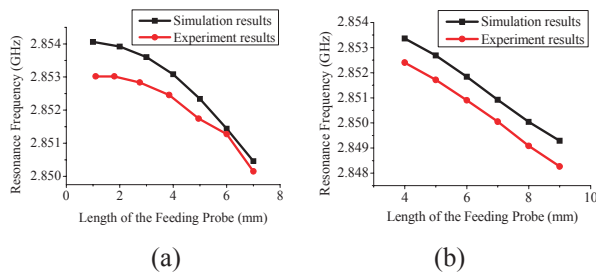 Simulation results
Experiment results
Resonance Frequency (GHz)
2.854
2.853
2.852
2.851
2.850
0 2 4 6 8
Length of the Feeding Probe (mm)
(a)
Simulation results
Experiment results
Resonance Frequency (GHz)
2.854
2.853
2.852
2.851
2.850
2.849
2.848
4 6 8 10
Length of the Feeding Probe (mm)
(b)